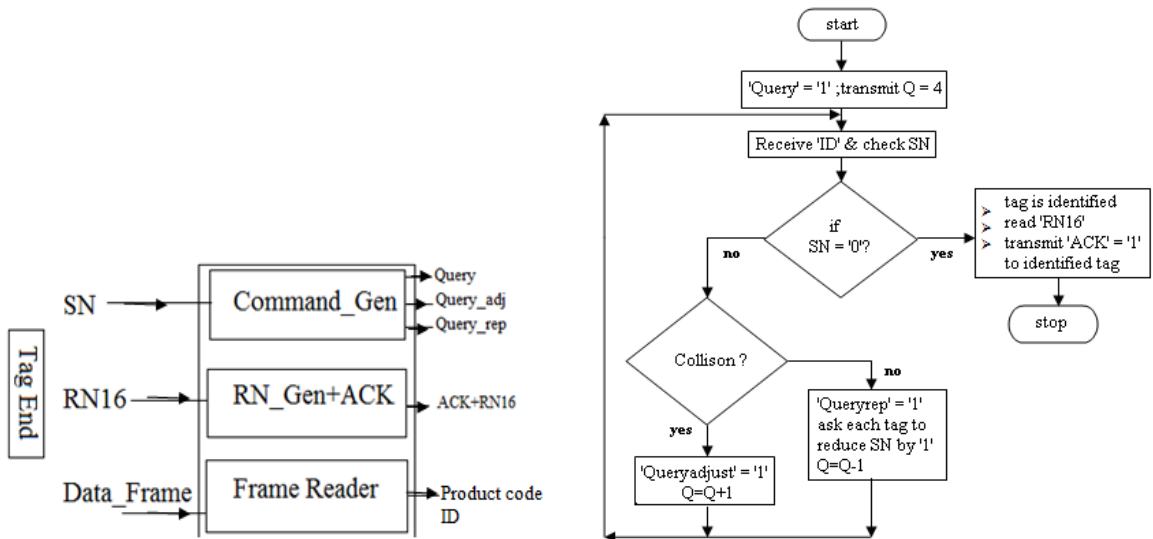 Tag End
SN
Command_Gen
Query
Query_adj
Query_rep
RN16
RN_Gen+ACK
ACK+RN16
Data_Frame
Frame Reader
Product code
ID
start
'Query' = '1' ;transmit Q = 4
Receive 'ID' & check SN
if
SN = '0'?
no
yes
tag is identified
read 'RN16'
transmit 'ACK' = '1'
to identified tag
stop
Collison ?
no
yes
'Queryrep' = '1'
ask each tag to
reduce SN by '1'
Q=Q-1
'Queryadjust' = '1'
Q=Q+1